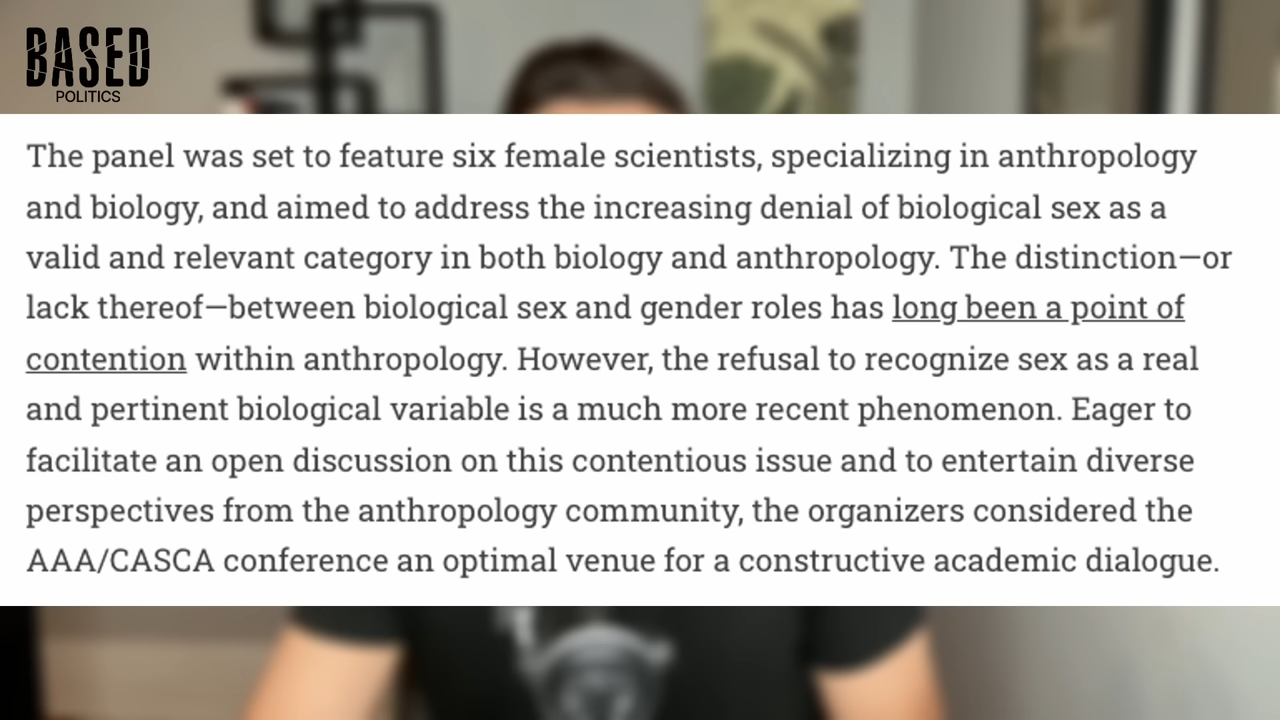 BASED
POLITICS
The panel was set to feature six female scientists, specializing in anthropology
and biology, and aimed to address the increasing denial of biological sex as a
valid and relevant category in both biology and anthropology. The distinction—or
lack thereof—between biological sex and gender roles has long been a point of
contention within anthropology. However, the refusal to recognize sex as a real
and pertinent biological variable is a much more recent phenomenon. Eager to
facilitate an open discussion on this contentious issue and to entertain diverse
perspectives from the anthropology community, the organizers considered the
AAA/CASCA conference an optimal venue for a constructive academic dialogue.